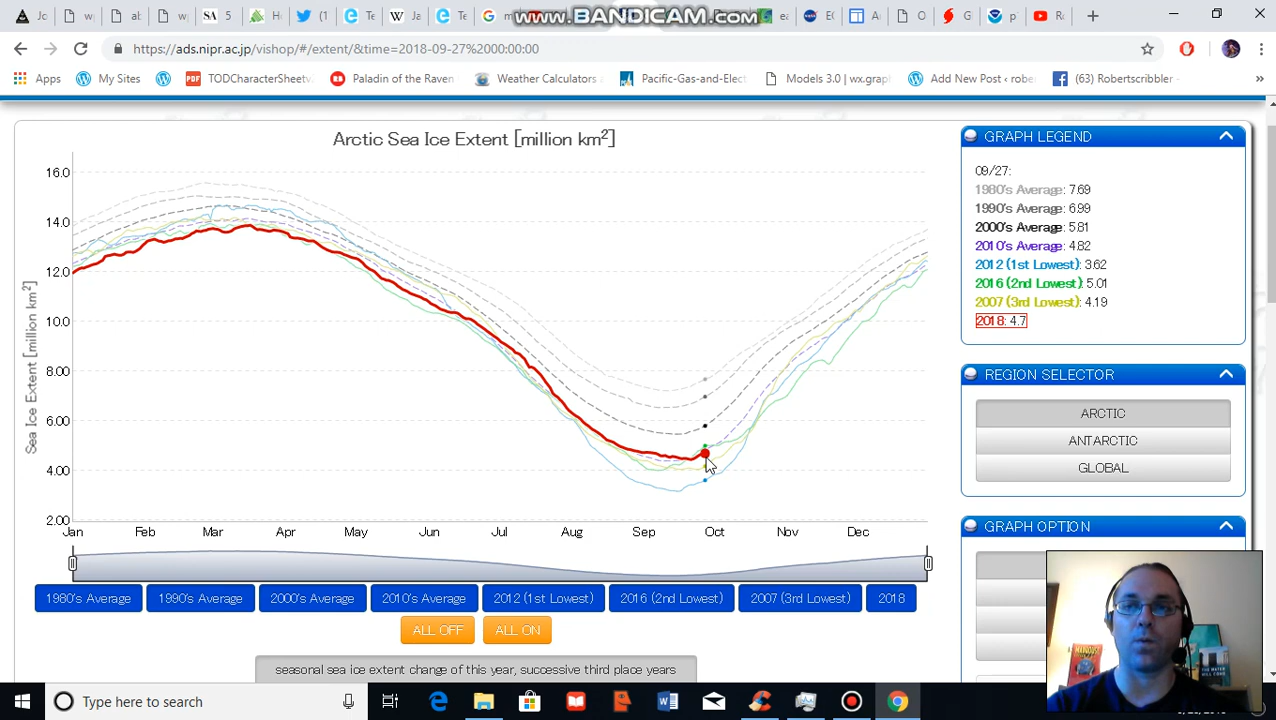 www.BANDICAM.com
https://ads.nipr.ac.jp/vishop/#/extent/&time=2018-09-27%2000:00:00
Apps My Sites TODCharacterSheet Paladin of the Raven Weather Calculators Pacific-Gas-and-Elect Models 3.0 | wx.graph Add New Post ‹ robe (63) Robertscribbler
Arctic Sea Ice Extent [million km²]
Sea Ice Extent [million km²]
16.0
14.0
12.0
10.0
8.00
6.00
4.00
2.00
Jan Feb Mar Apr May Jun Jul Aug Sep Oct Nov Dec
1980's Average 1990's Average 2000's Average 2010's Average 2012 (1st Lowest) 2016 (2nd Lowest) 2007 (3rd Lowest) 2018
ALL OFF ALL ON
seasonal sea ice extent change of this year, successive third place years
GRAPH LEGEND
09/27:
1980's Average: 7.69
1990's Average: 6.99
2000's Average: 5.81
2010's Average: 4.82
2012 (1st Lowest): 3.62
2016 (2nd Lowest): 5.01
2007 (3rd Lowest): 4.19
2018: 4.7
REGION SELECTOR
ARCTIC
ANTARCTIC
GLOBAL
GRAPH OPTION
Type here to search